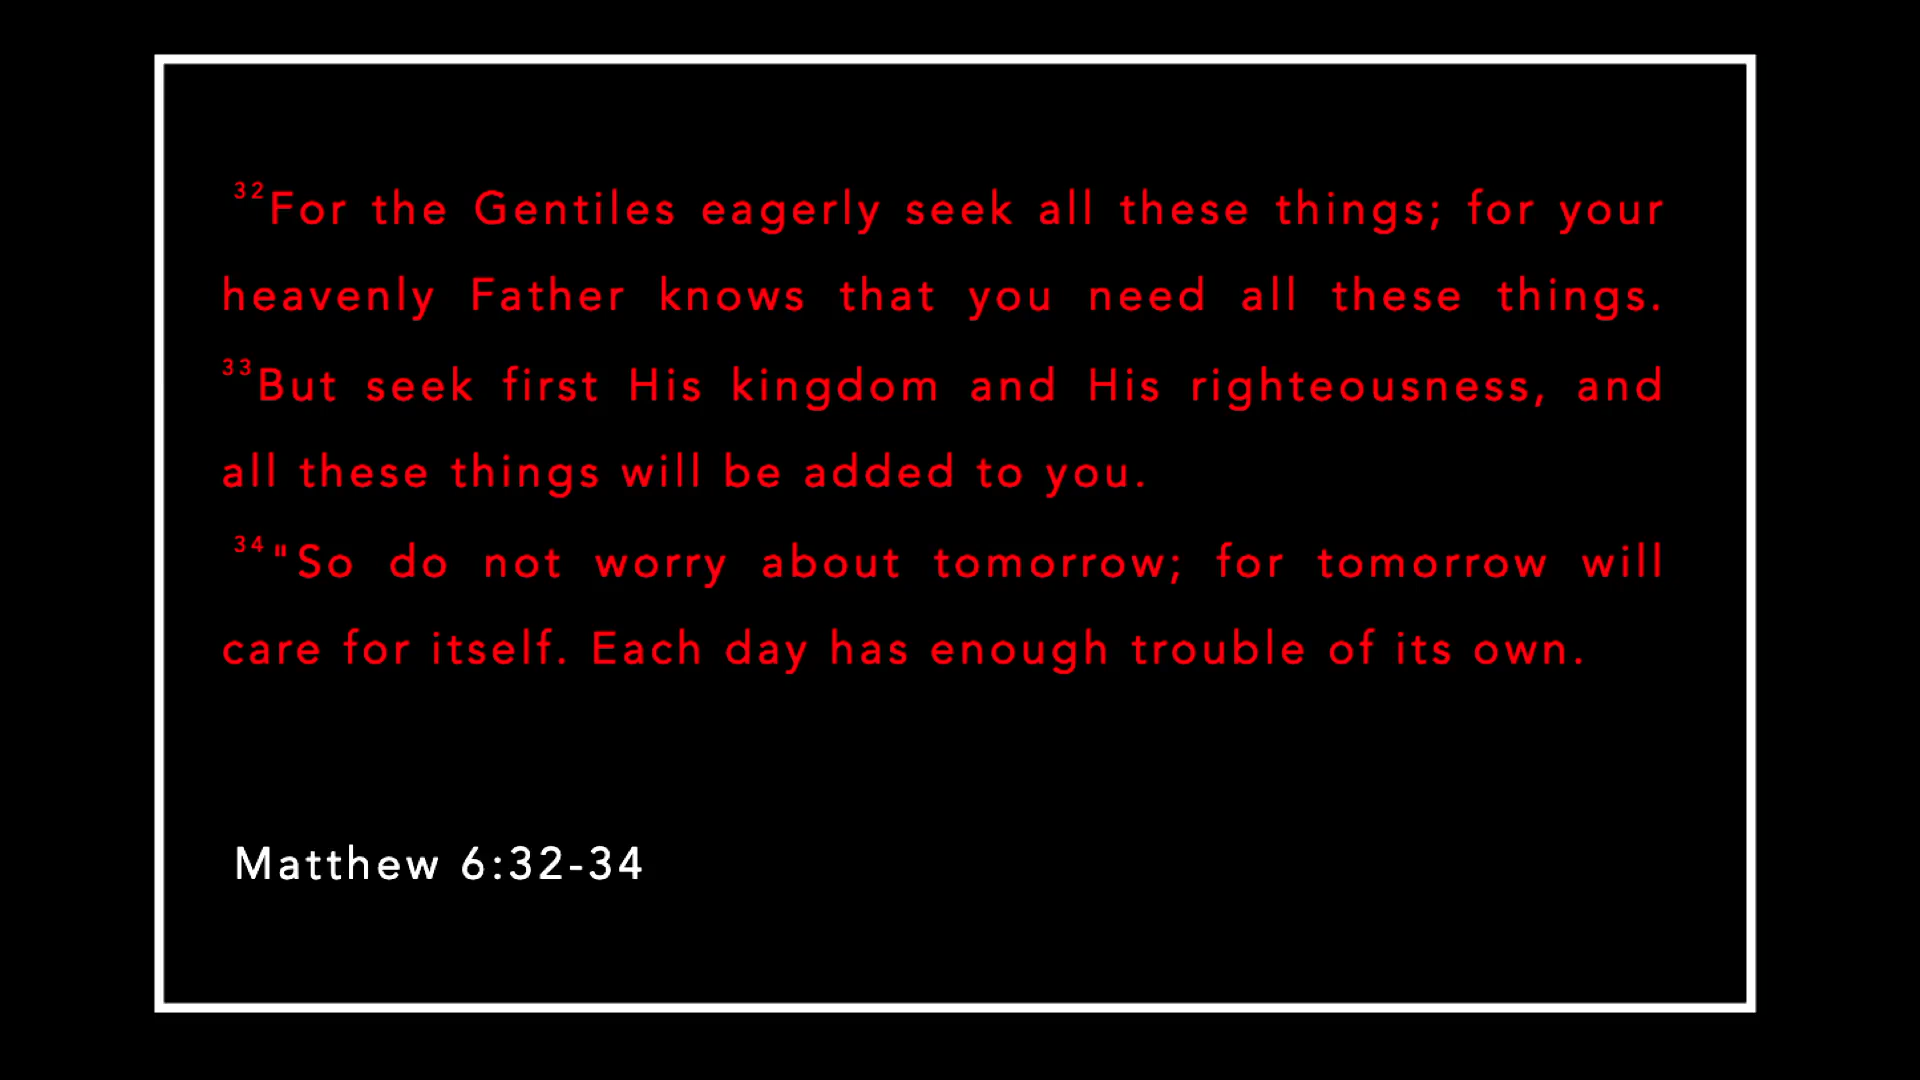 32For the Gentiles eagerly seek all these things; for your
heavenly Father knows that you need all these things.
33But seek first His kingdom and His righteousness, and
all these things will be added to you.
34"So do not worry about tomorrow; for tomorrow will
care for itself. Each day has enough trouble of its own.
Matthew 6:32-34